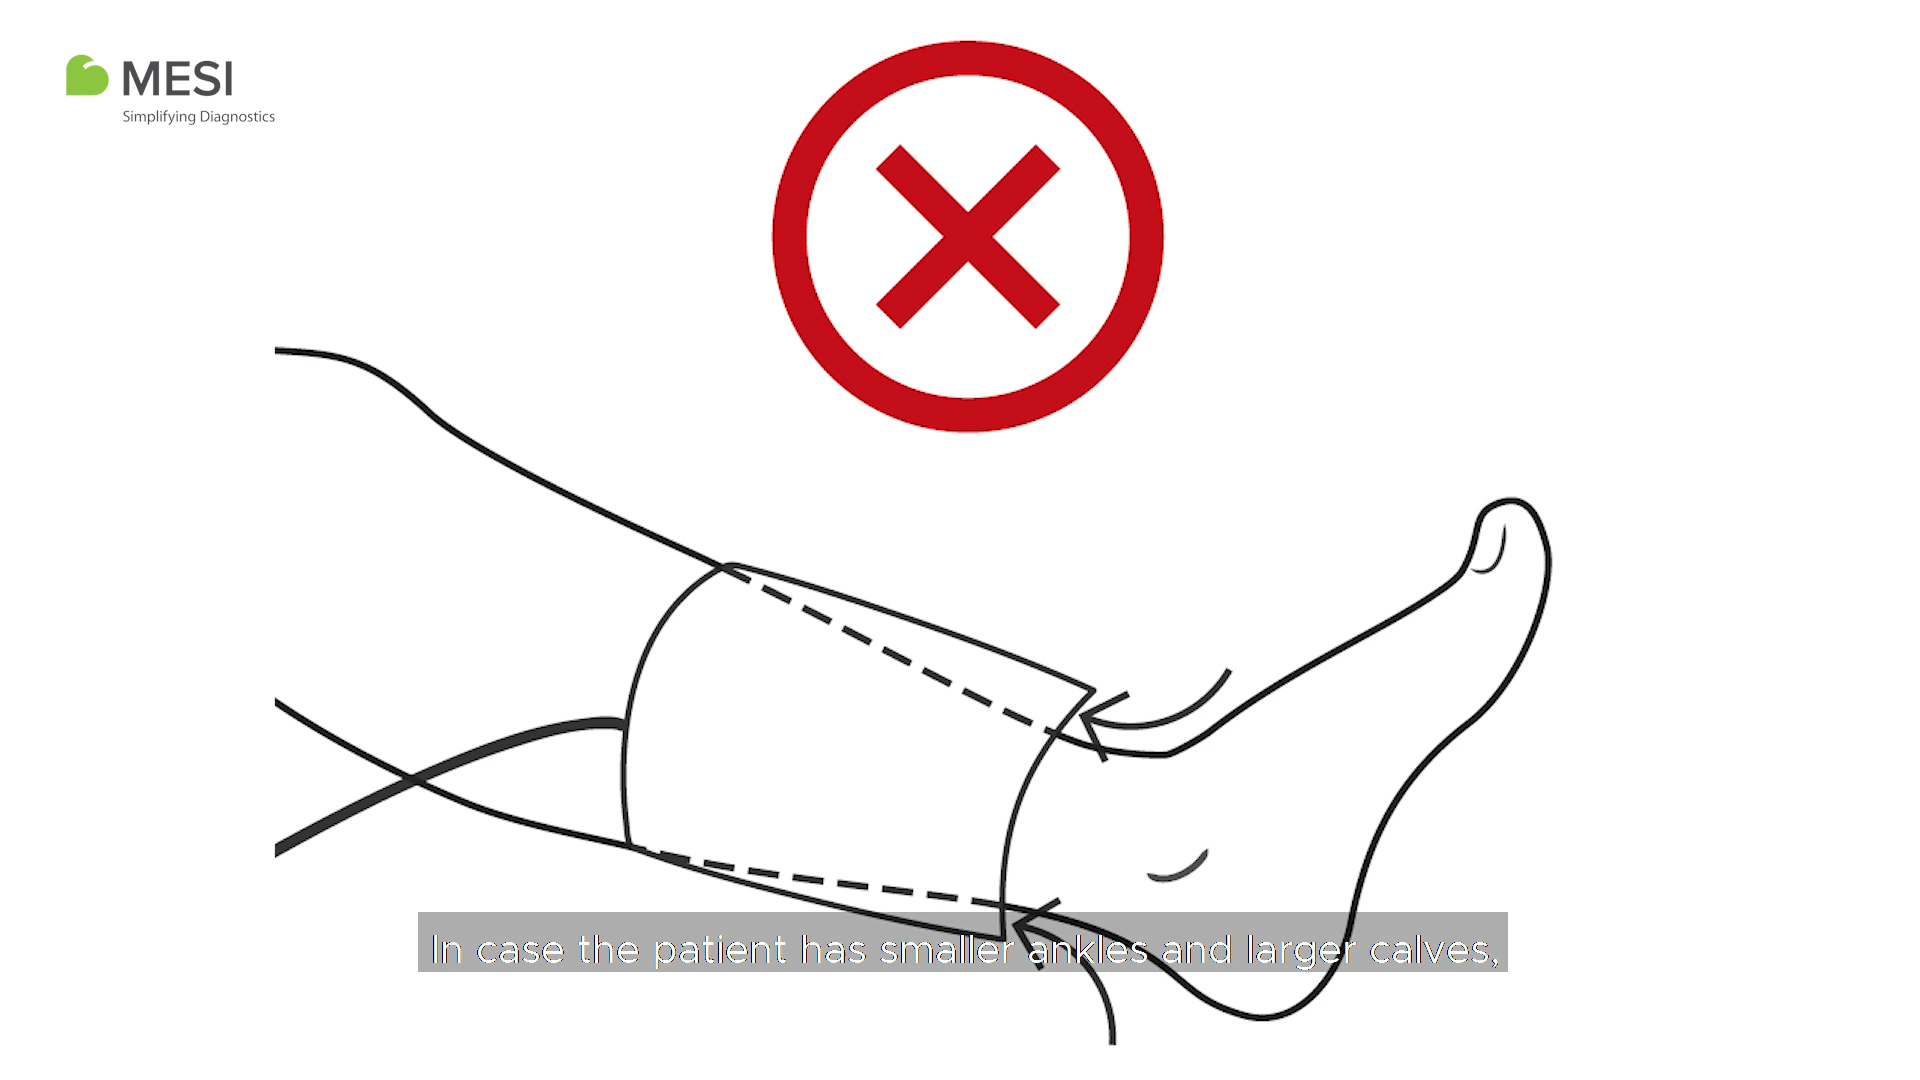 MESI
Simplifying Diagnostics
In case the patient has smaller ankles and larger calves,